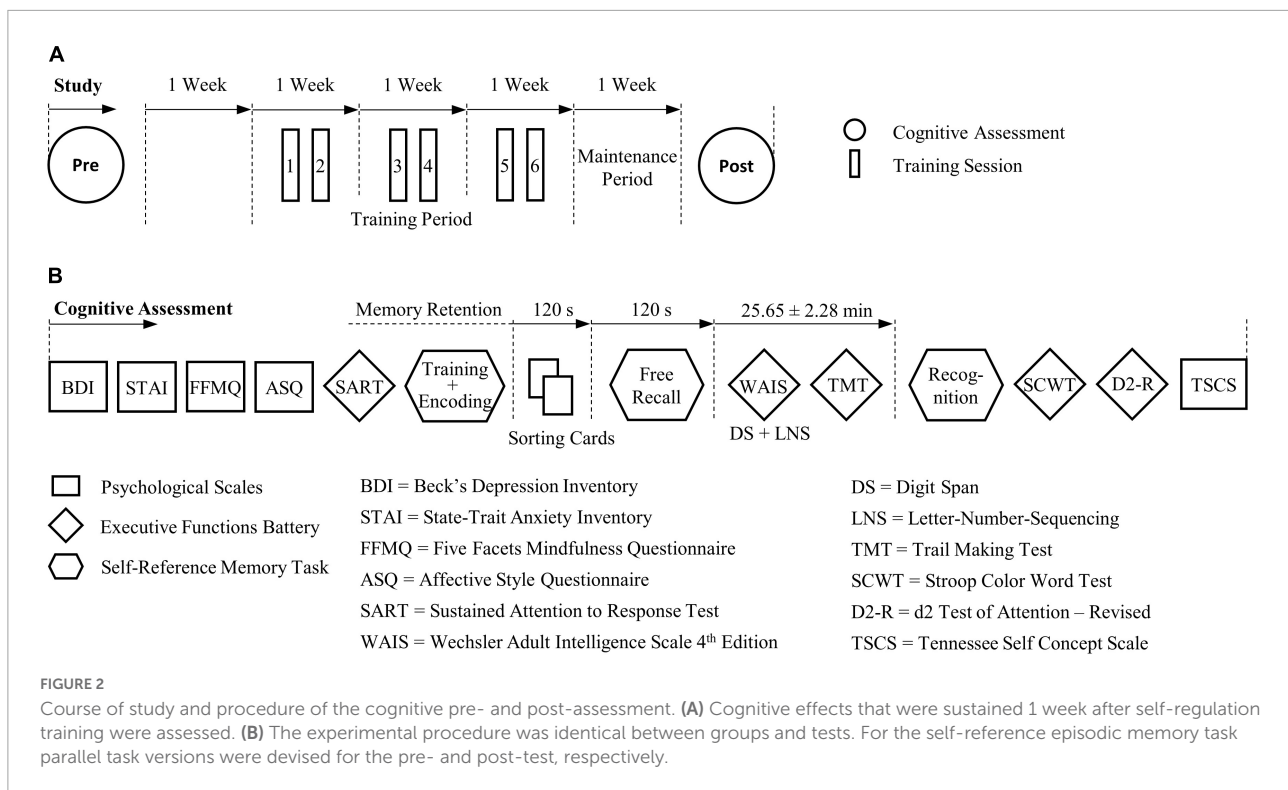 A
Study 1 Week 1 Week 1 Week 1 Week 1 Week
Pre 1 2 3 4 5 6 Maintenance Period Post
Training Period
Cognitive Assessment
Training Session
B
Cognitive Assessment Memory Retention 120 s 120 s 25.65 ± 2.28 min
BDI STAI FFMQ ASQ SART Training + Encoding Free Recall WAIS TMT Recog-nition SCWT D2-R TSCS
Sorting Cards DS + LNS
Psychological Scales
Executive Functions Battery
Self-Reference Memory Task
BDI = Beck's Depression Inventory
STAI = State-Trait Anxiety Inventory
FFMQ = Five Facets Mindfulness Questionnaire
ASQ = Affective Style Questionnaire
SART = Sustained Attention to Response Test
WAIS = Wechsler Adult Intelligence Scale 4th Edition
DS = Digit Span
LNS = Letter-Number-Sequencing
TMT = Trail Making Test
SCWT = Stroop Color Word Test
D2-R = d2 Test of Attention – Revised
TSCS = Tennessee Self Concept Scale
FIGURE 2
Course of study and procedure of the cognitive pre- and post-assessment. (A) Cognitive effects that were sustained 1 week after self-regulation
training were assessed. (B) The experimental procedure was identical between groups and tests. For the self-reference episodic memory task
parallel task versions were devised for the pre- and post-test, respectively.